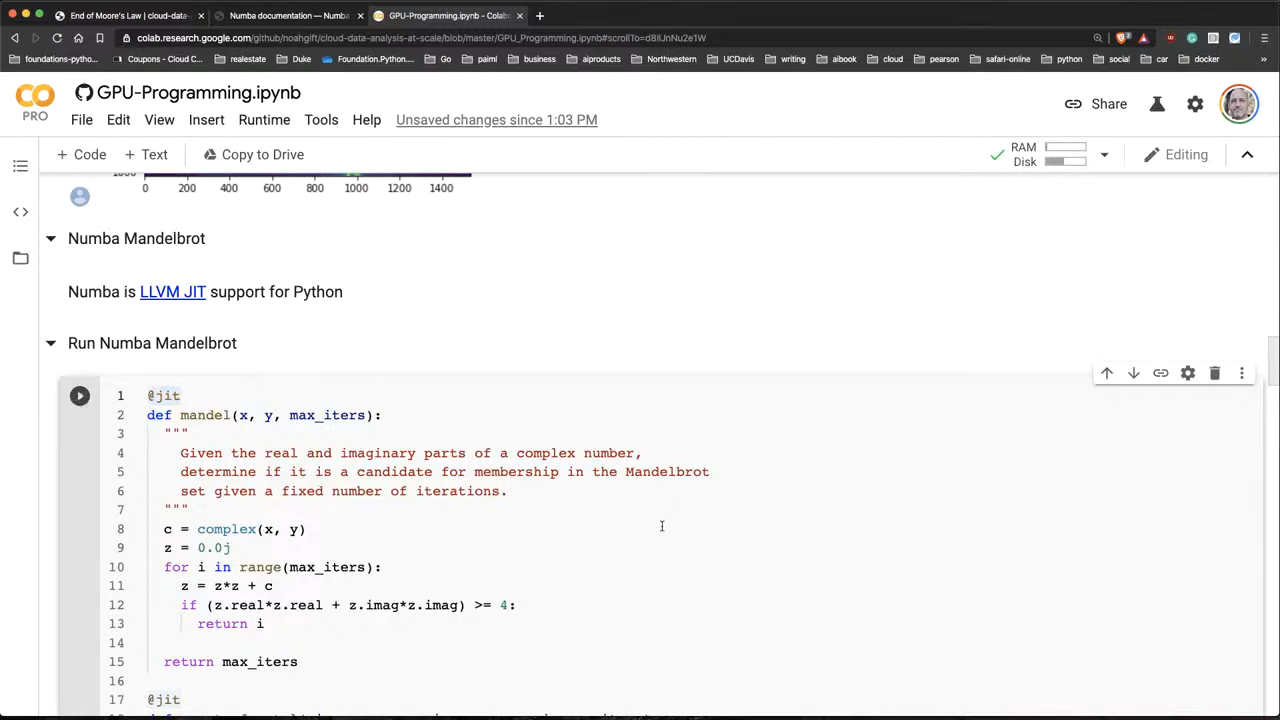 End of Moore's Law | cloud-data-
Numba documentation — Numba
GPU-Programming.ipynb - Colab
colab.research.google.com/github/noahgift/cloud-data-analysis-at-scale/blob/master/GPU_Programming.ipynb#scrollTo=d8IlJnNu2e1W
foundations-pytho...
Coupons - Cloud C...
realestate
Duke
Foundation.Python....
Go
paiml
business
aiproducts
Northwestern
UCDavis
writing
aibook
cloud
pearson
safari-online
python
social
car
docker
CO
PRO
GPU-Programming.ipynb
Share
File Edit View Insert Runtime Tools Help Unsaved changes since 1:03 PM
+ Code + Text Copy to Drive
RAM
Disk
Editing
0 200 400 600 800 1000 1200 1400
Numba Mandelbrot
Numba is LLVM JIT support for Python
Run Numba Mandelbrot
1 @jit
2 def mandel(x, y, max_iters):
3 """
4 Given the real and imaginary parts of a complex number,
5 determine if it is a candidate for membership in the Mandelbrot
6 set given a fixed number of iterations.
7 """
8 c = complex(x, y)
9 z = 0.0j
10 for i in range(max_iters):
11 z = z*z + c
12 if (z.real*z.real + z.imag*z.imag) >= 4:
13 return i
14
15 return max_iters
16
17 @jit